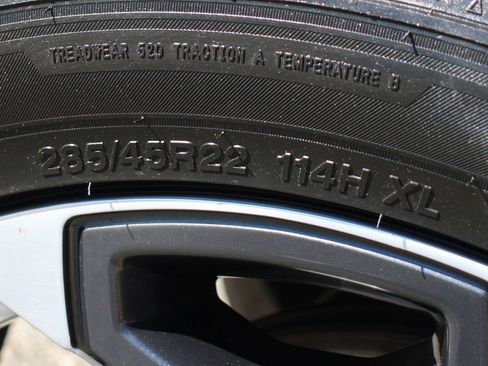 TREADWEAR 520 TRACTION A TEMPERATURE B
285/45R22 114H XL